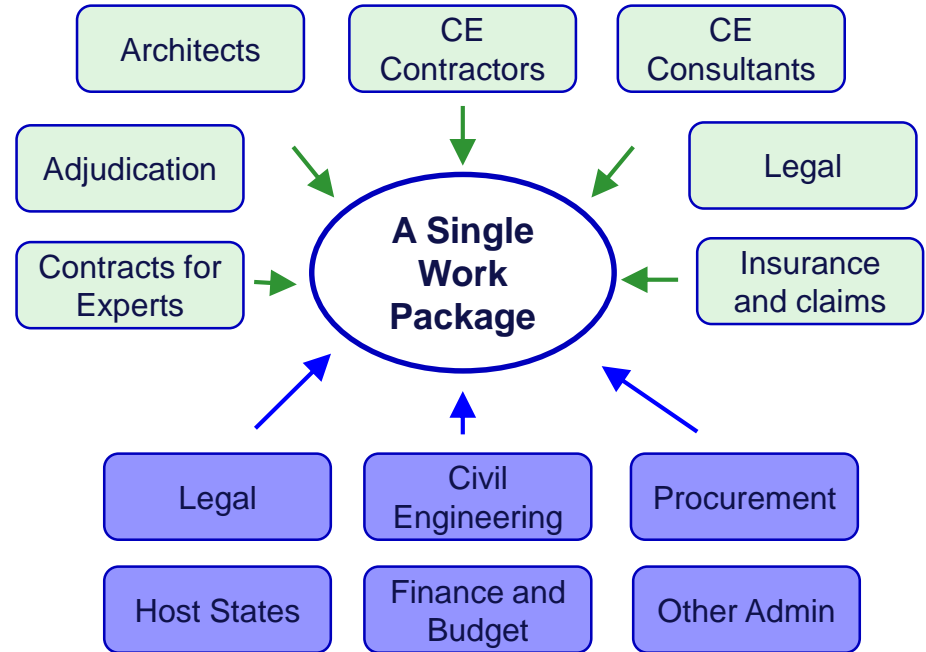 Architects
CE
Contractors
CE
Consultants
Adjudication
Legal
A Single
Work
Package
Contracts for
Experts
Insurance
and claims
Legal
Civil
Engineering
Procurement
Host States
Finance and
Budget
Other Admin